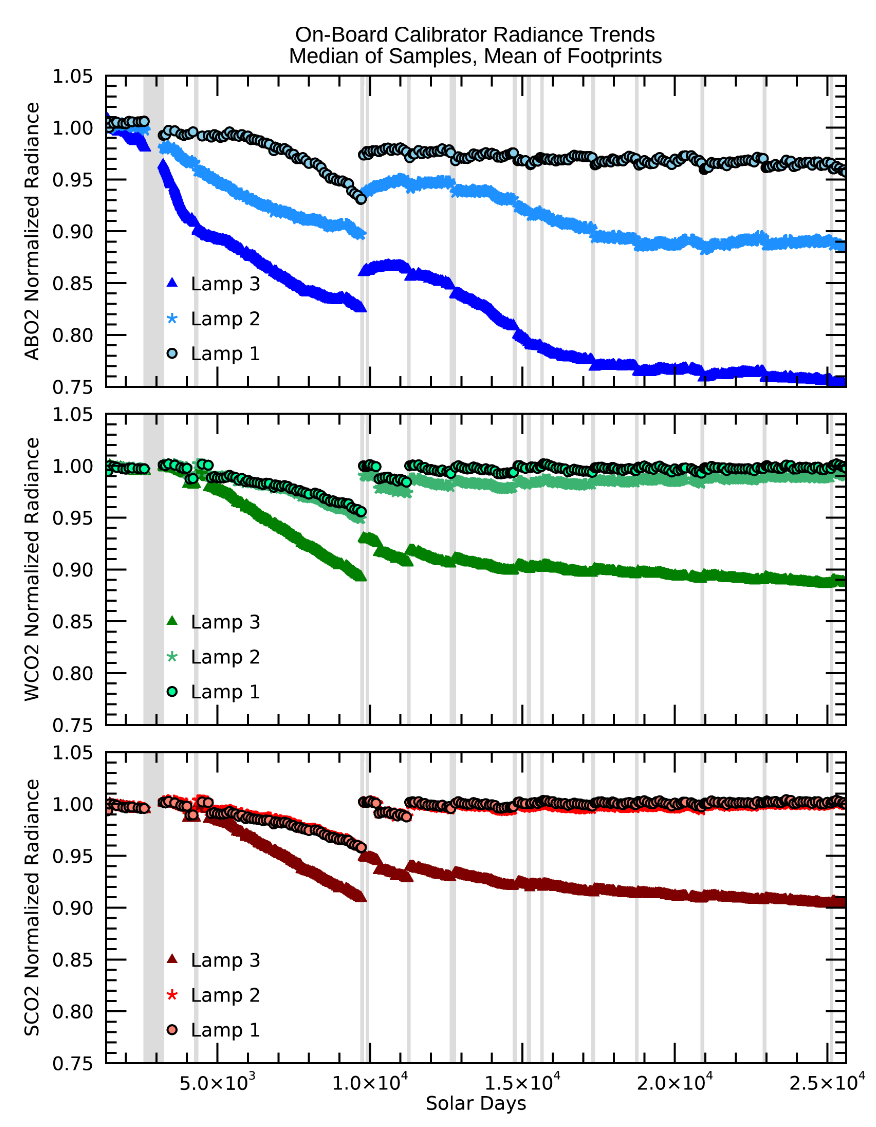 On-Board Calibrator Radiance Trends
Median of Samples, Mean of Footprints
ABO2 Normalized Radiance
1.05
1.00
0.95
0.90
0.85
0.80
0.75
Lamp 3
Lamp 2
Lamp 1
WCO2 Normalized Radiance
1.05
1.00
0.95
0.90
0.85
0.80
0.75
Lamp 3
Lamp 2
Lamp 1
SCO2 Normalized Radiance
1.05
1.00
0.95
0.90
0.85
0.80
0.75
Lamp 3
Lamp 2
Lamp 1
5.0×10³ 1.0×10⁴ 1.5×10⁴ 2.0×10⁴ 2.5×10⁴
Solar Days